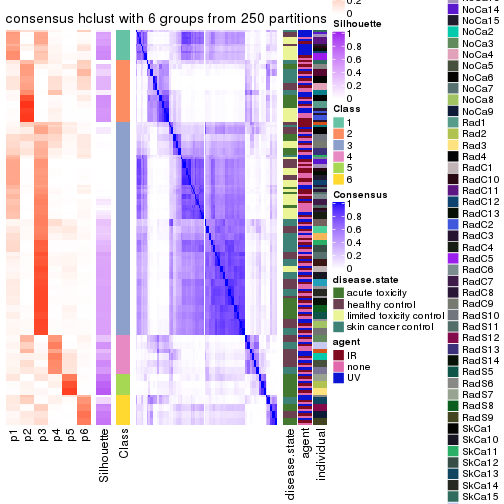 consensus hclust with 6 groups from 250 partitions
p1
p2
p3
p4
p5
p6
Silhouette
Class
disease.state
agent
individual
0.2
0
Silhouette
1
0.8
0.6
0.4
0.2
0
Class
1
2
3
4
5
6
Consensus
1
0.8
0.6
0.4
0.2
0
disease.state
acute toxicity
healthy control
limited toxicity control
skin cancer control
agent
IR
none
UV
NoCa14
NoCa15
NoCa2
NoCa3
NoCa4
NoCa5
NoCa6
NoCa7
NoCa8
NoCa9
Rad1
Rad2
Rad3
Rad4
RadC1
RadC10
RadC11
RadC12
RadC13
RadC2
RadC3
RadC4
RadC5
RadC6
RadC7
RadC8
RadC9
RadS10
RadS11
RadS12
RadS13
RadS14
RadS5
RadS6
RadS7
RadS8
RadS9
SkCa1
SkCa10
SkCa11
SkCa12
SkCa13
SkCa14
SkCa15